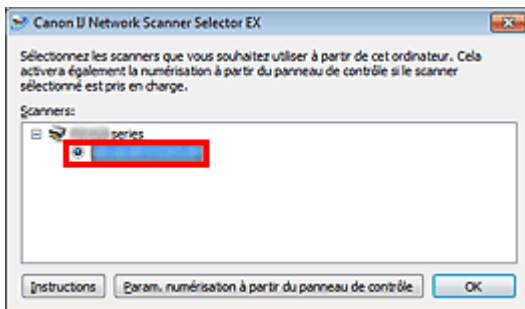 Canon IJ Network Scanner Selector EX
Sélectionnez les scanners que vous souhaitez utiliser à partir de cet ordinateur. Cela
activera également la numérisation à partir du panneau de contrôle si le scanner
sélectionné est pris en charge.
Scanners:
series
Instructions
Param. numérisation à partir du panneau de contrôle
OK